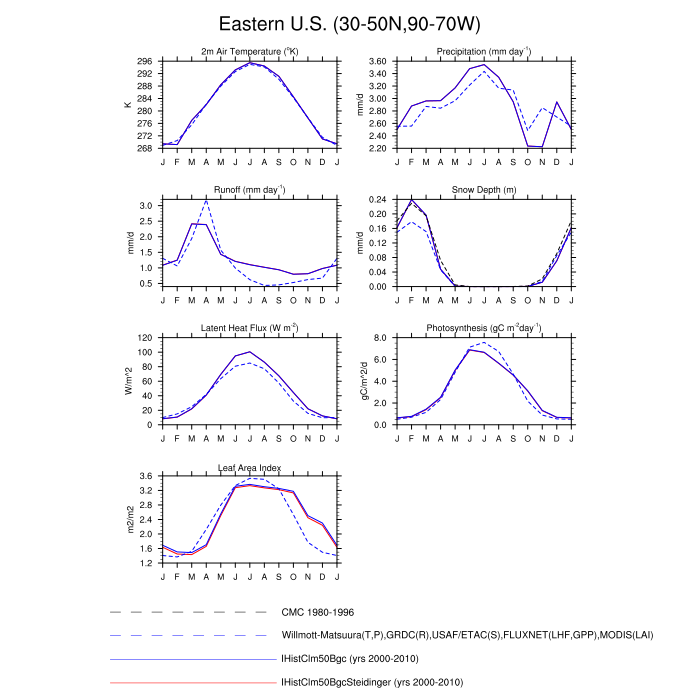 Eastern U.S. (30-50N,90-70W)
2m Air Temperature (°K)
K
296
292
288
284
280
276
272
268
J F M A M J J A S O N D J
Precipitation (mm day⁻¹)
mm/d
3.60
3.40
3.20
3.00
2.80
2.60
2.40
2.20
J F M A M J J A S O N D J
Runoff (mm day⁻¹)
mm/d
3.0
2.5
2.0
1.5
1.0
0.5
J F M A M J J A S O N D J
Snow Depth (m)
mm/d
0.24
0.20
0.16
0.12
0.08
0.04
0.00
J F M A M J J A S O N D J
Latent Heat Flux (W m⁻²)
W/m^2
120
100
80
60
40
20
0
J F M A M J J A S O N D J
Photosynthesis (gC m⁻²day⁻¹)
gC/m^2/d
8.0
6.0
4.0
2.0
0.0
J F M A M J J A S O N D J
Leaf Area Index
m2/m2
3.6
3.2
2.8
2.4
2.0
1.6
1.2
J F M A M J J A S O N D J
CMC 1980-1996
Willmott-Matsuura(T,P),GRDC(R),USAF/ETAC(S),FLUXNET(LHF,GPP),MODIS(LAI)
IHistClm50Bgc (yrs 2000-2010)
IHistClm50BgcSteidinger (yrs 2000-2010)